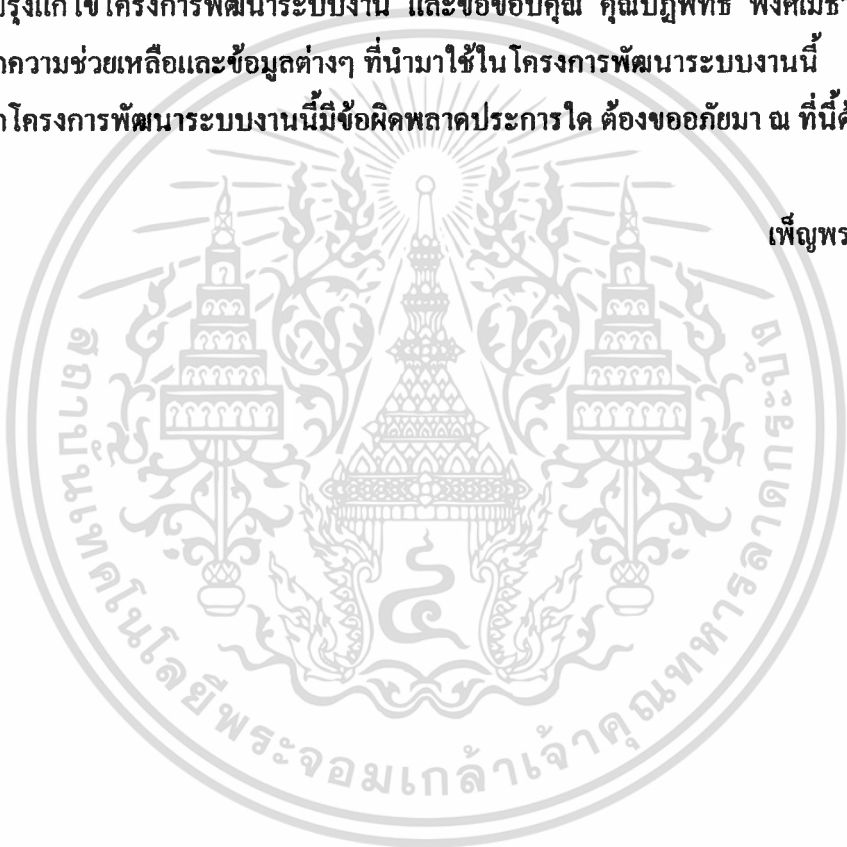 ปรุงแก้ไขโครงการพัฒนาระบบงาน และขอขอบคุณ
ความช่วยเหลือและข้อมูลต่างๆ ที่นำมาใช้ในโครงการพัฒนาระบบงานนี้
โครงการพัฒนาระบบงานนี้มีข้อผิดพลาดประการใด ต้องขออภัยมา ณ ที่นี้
เพ็ญพร
สถาบันเทคโนโลยีพระจอมเกล้าเจ้าคุณทหารลาดกระบัง
๔